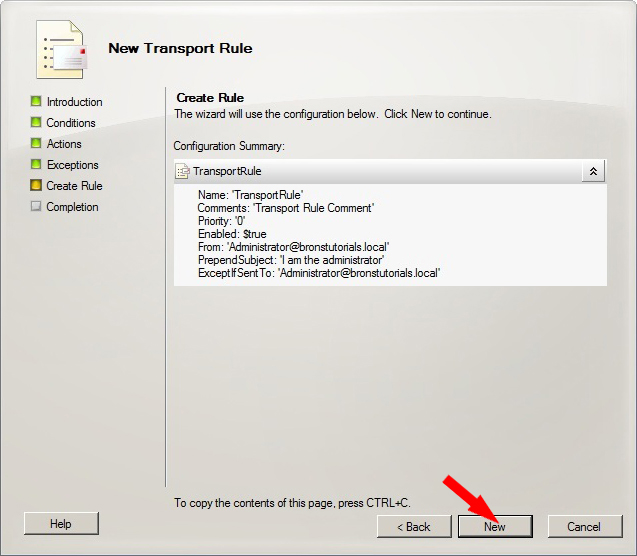 New Transport Rule
Introduction
Conditions
Actions
Exceptions
Create Rule
Completion
Create Rule
The wizard will use the configuration below.  Click New to continue.
Configuration Summary:
TransportRule
Name: 'TransportRule'
Comments: 'Transport Rule Comment'
Priority: '0'
Enabled: $true
From: 'Administrator@bronstutorials.local'
PrependSubject: 'I am the administrator'
ExceptIfSentTo: 'Administrator@bronstutorials.local'
To copy the contents of this page, press CTRL+C.
Help
< Back
New
Cancel